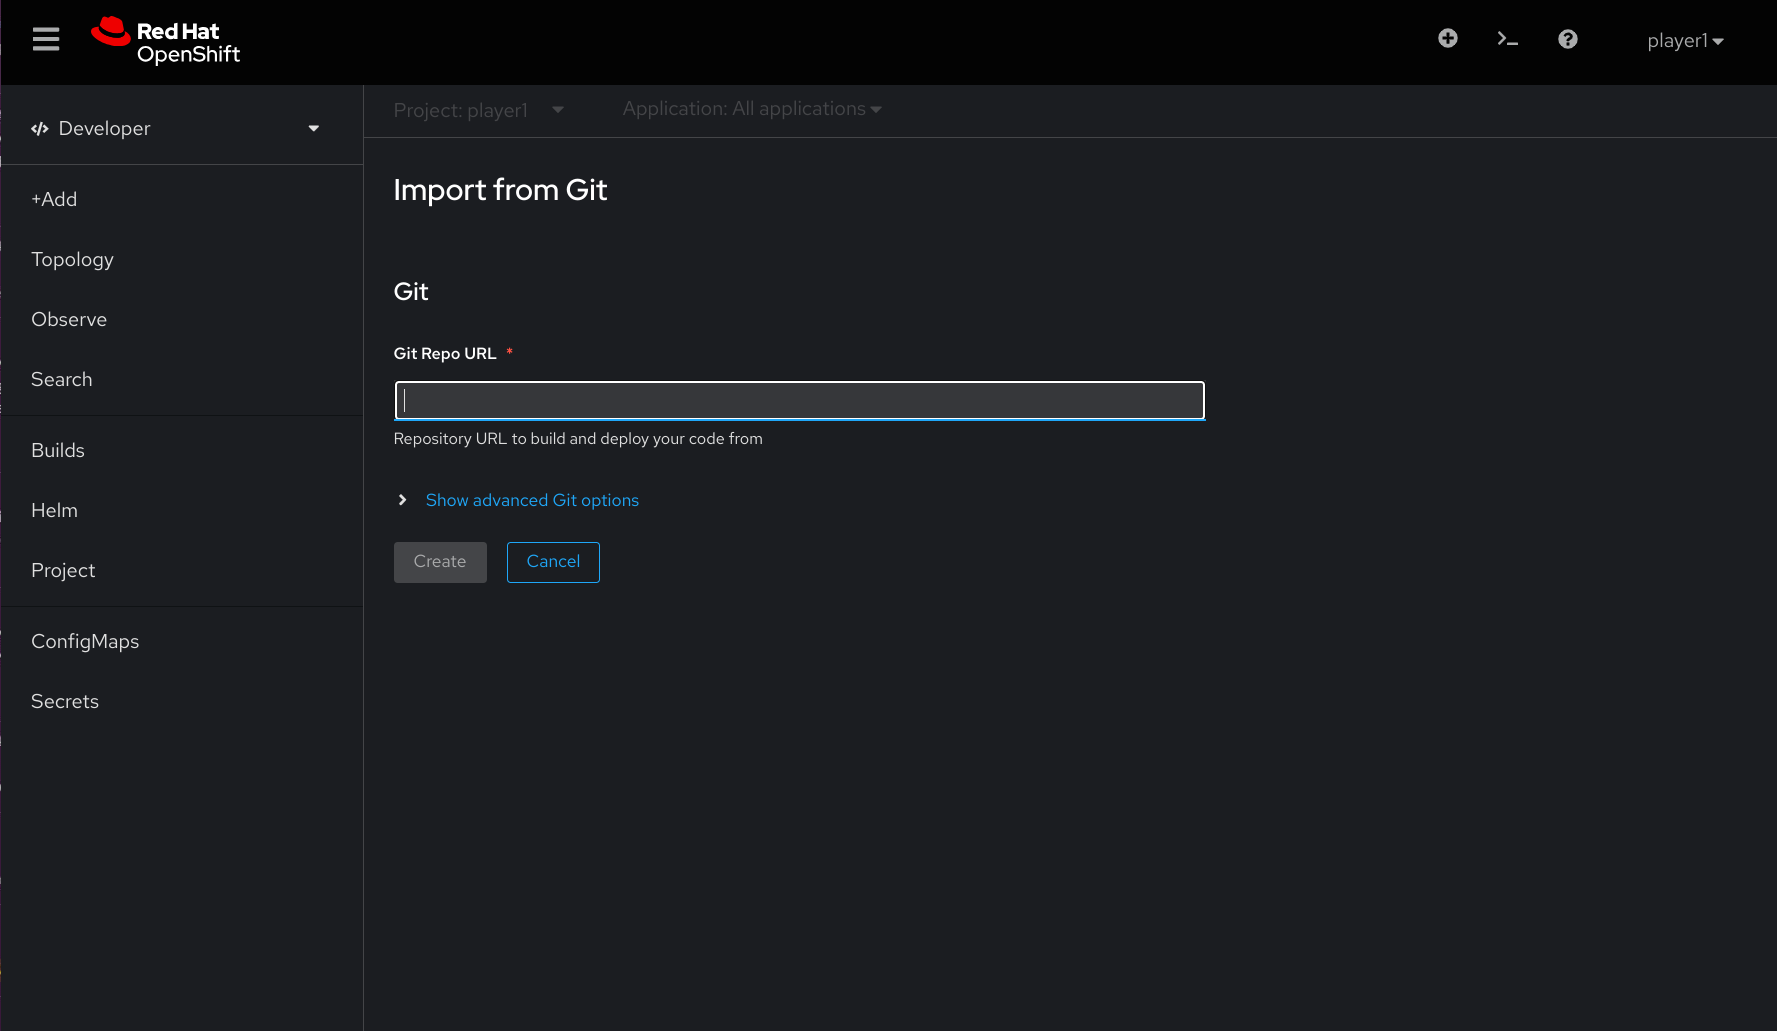 Red Hat
OpenShift
player1
Developer
Project: player1
Application: All applications
+Add
Topology
Observe
Search
Builds
Helm
Project
ConfigMaps
Secrets
Import from Git
Git
Git Repo URL *
Repository URL to build and deploy your code from
Show advanced Git options
Create
Cancel